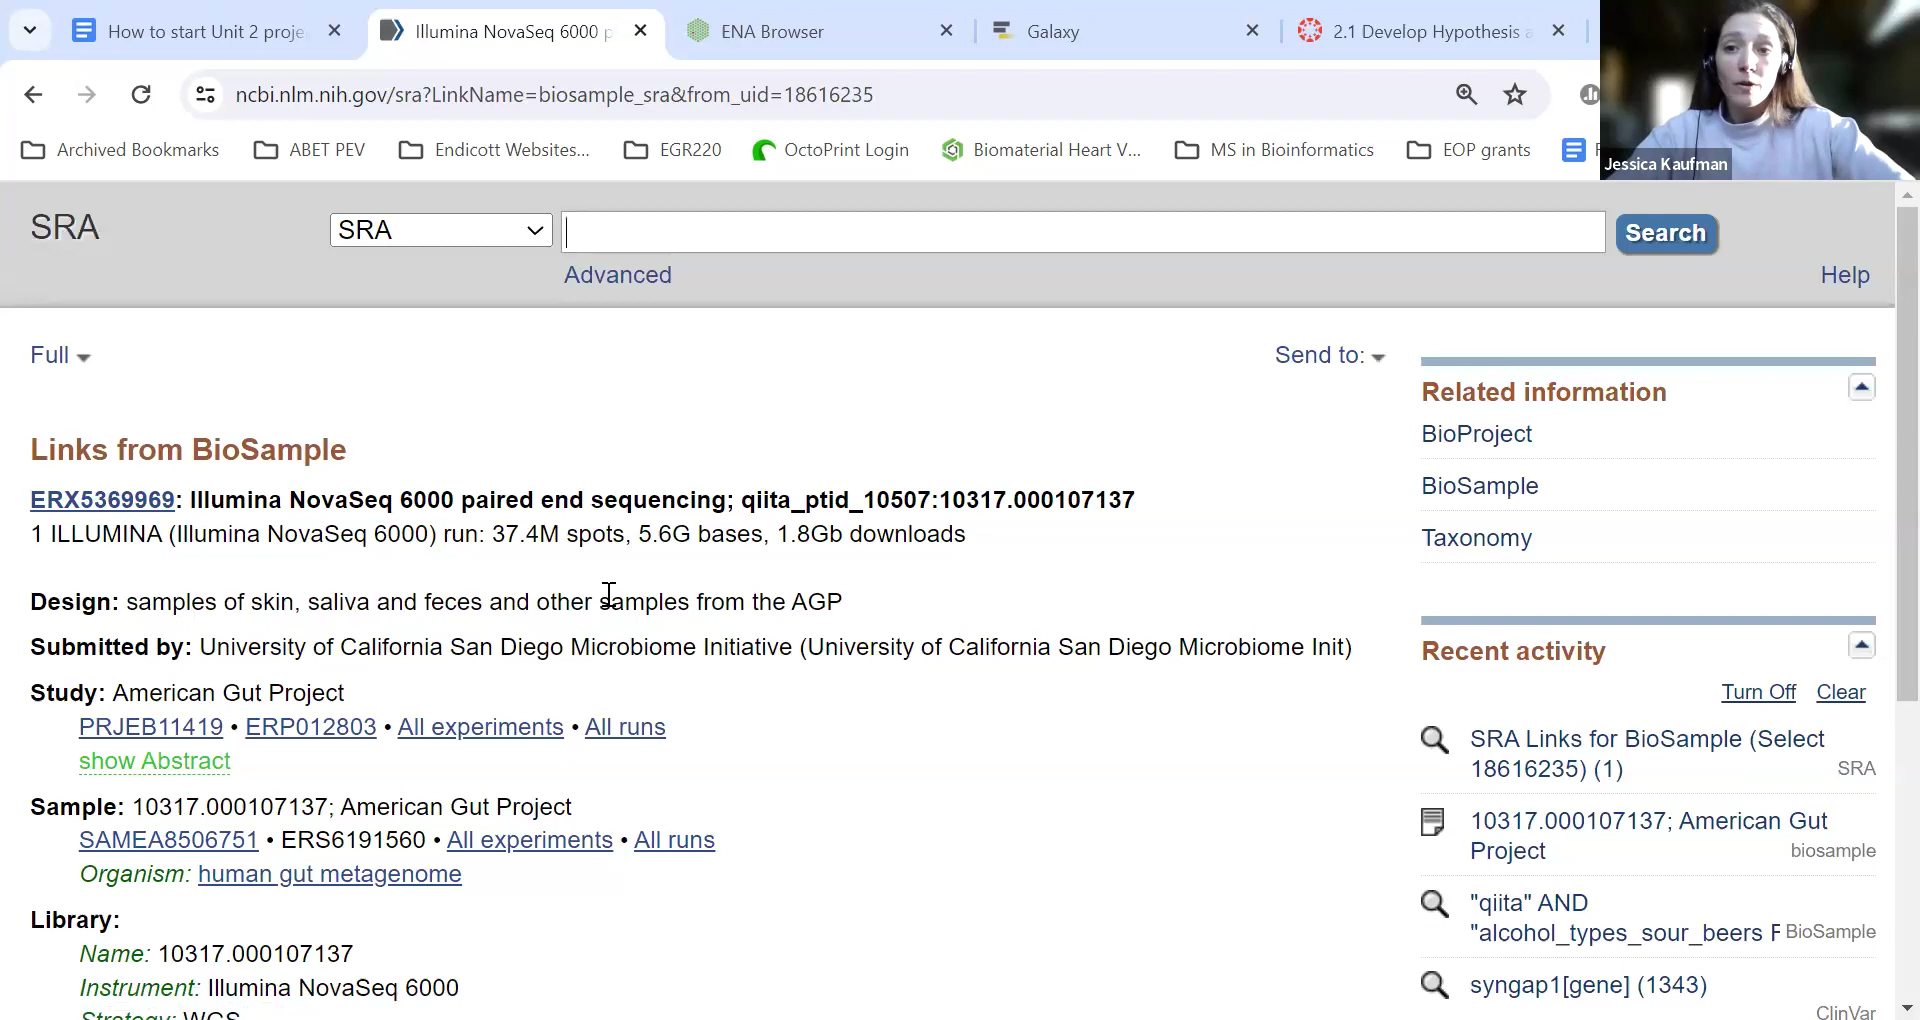 How to start Unit 2 proje
Illumina NovaSeq 6000 p
ENA Browser
Galaxy
2.1 Develop Hypothesis a
ncbi.nlm.nih.gov/sra?LinkName=biosample_sra&from_uid=18616235
Archived Bookmarks
ABET PEV
Endicott Websites...
EGR220
OctoPrint Login
Biomaterial Heart V...
MS in Bioinformatics
EOP grants
Jessica Kaufman
SRA
SRA
Search
Advanced
Help
Full
Send to:
Links from BioSample
ERX5369969: Illumina NovaSeq 6000 paired end sequencing; qiita_ptid_10507:10317.000107137
1 ILLUMINA (Illumina NovaSeq 6000) run: 37.4M spots, 5.6G bases, 1.8Gb downloads
Design: samples of skin, saliva and feces and other samples from the AGP
Submitted by: University of California San Diego Microbiome Initiative (University of California San Diego Microbiome Init)
Study: American Gut Project
PRJEB11419 • ERP012803 • All experiments • All runs
show Abstract
Sample: 10317.000107137; American Gut Project
SAMEA8506751 • ERS6191560 • All experiments • All runs
Organism: human gut metagenome
Library:
Name: 10317.000107137
Instrument: Illumina NovaSeq 6000
Strategy: WGS
Related information
BioProject
BioSample
Taxonomy
Recent activity
Turn Off Clear
SRA Links for BioSample (Select
18616235) (1)
SRA
10317.000107137; American Gut
Project
biosample
"qiita" AND
"alcohol_types_sour_beers F
BioSample
syngap1[gene] (1343)
ClinVar